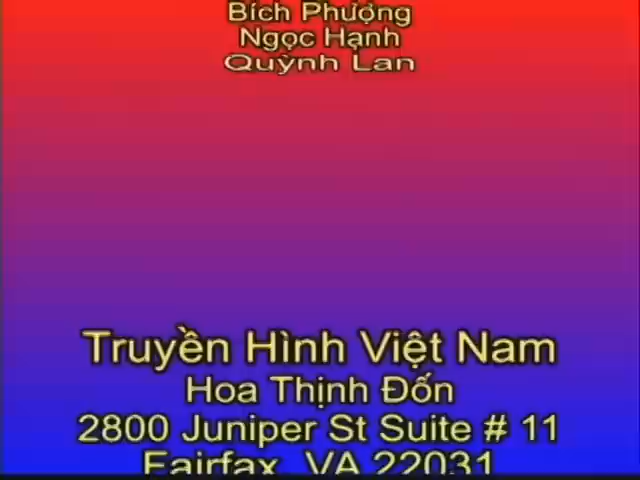 Bích Phượng
Ngọc Hạnh
Quỳnh Lan
Truyền Hình Việt Nam
Hoa Thịnh Đốn
2800 Juniper St Suite # 11
Fairfax, VA 22031